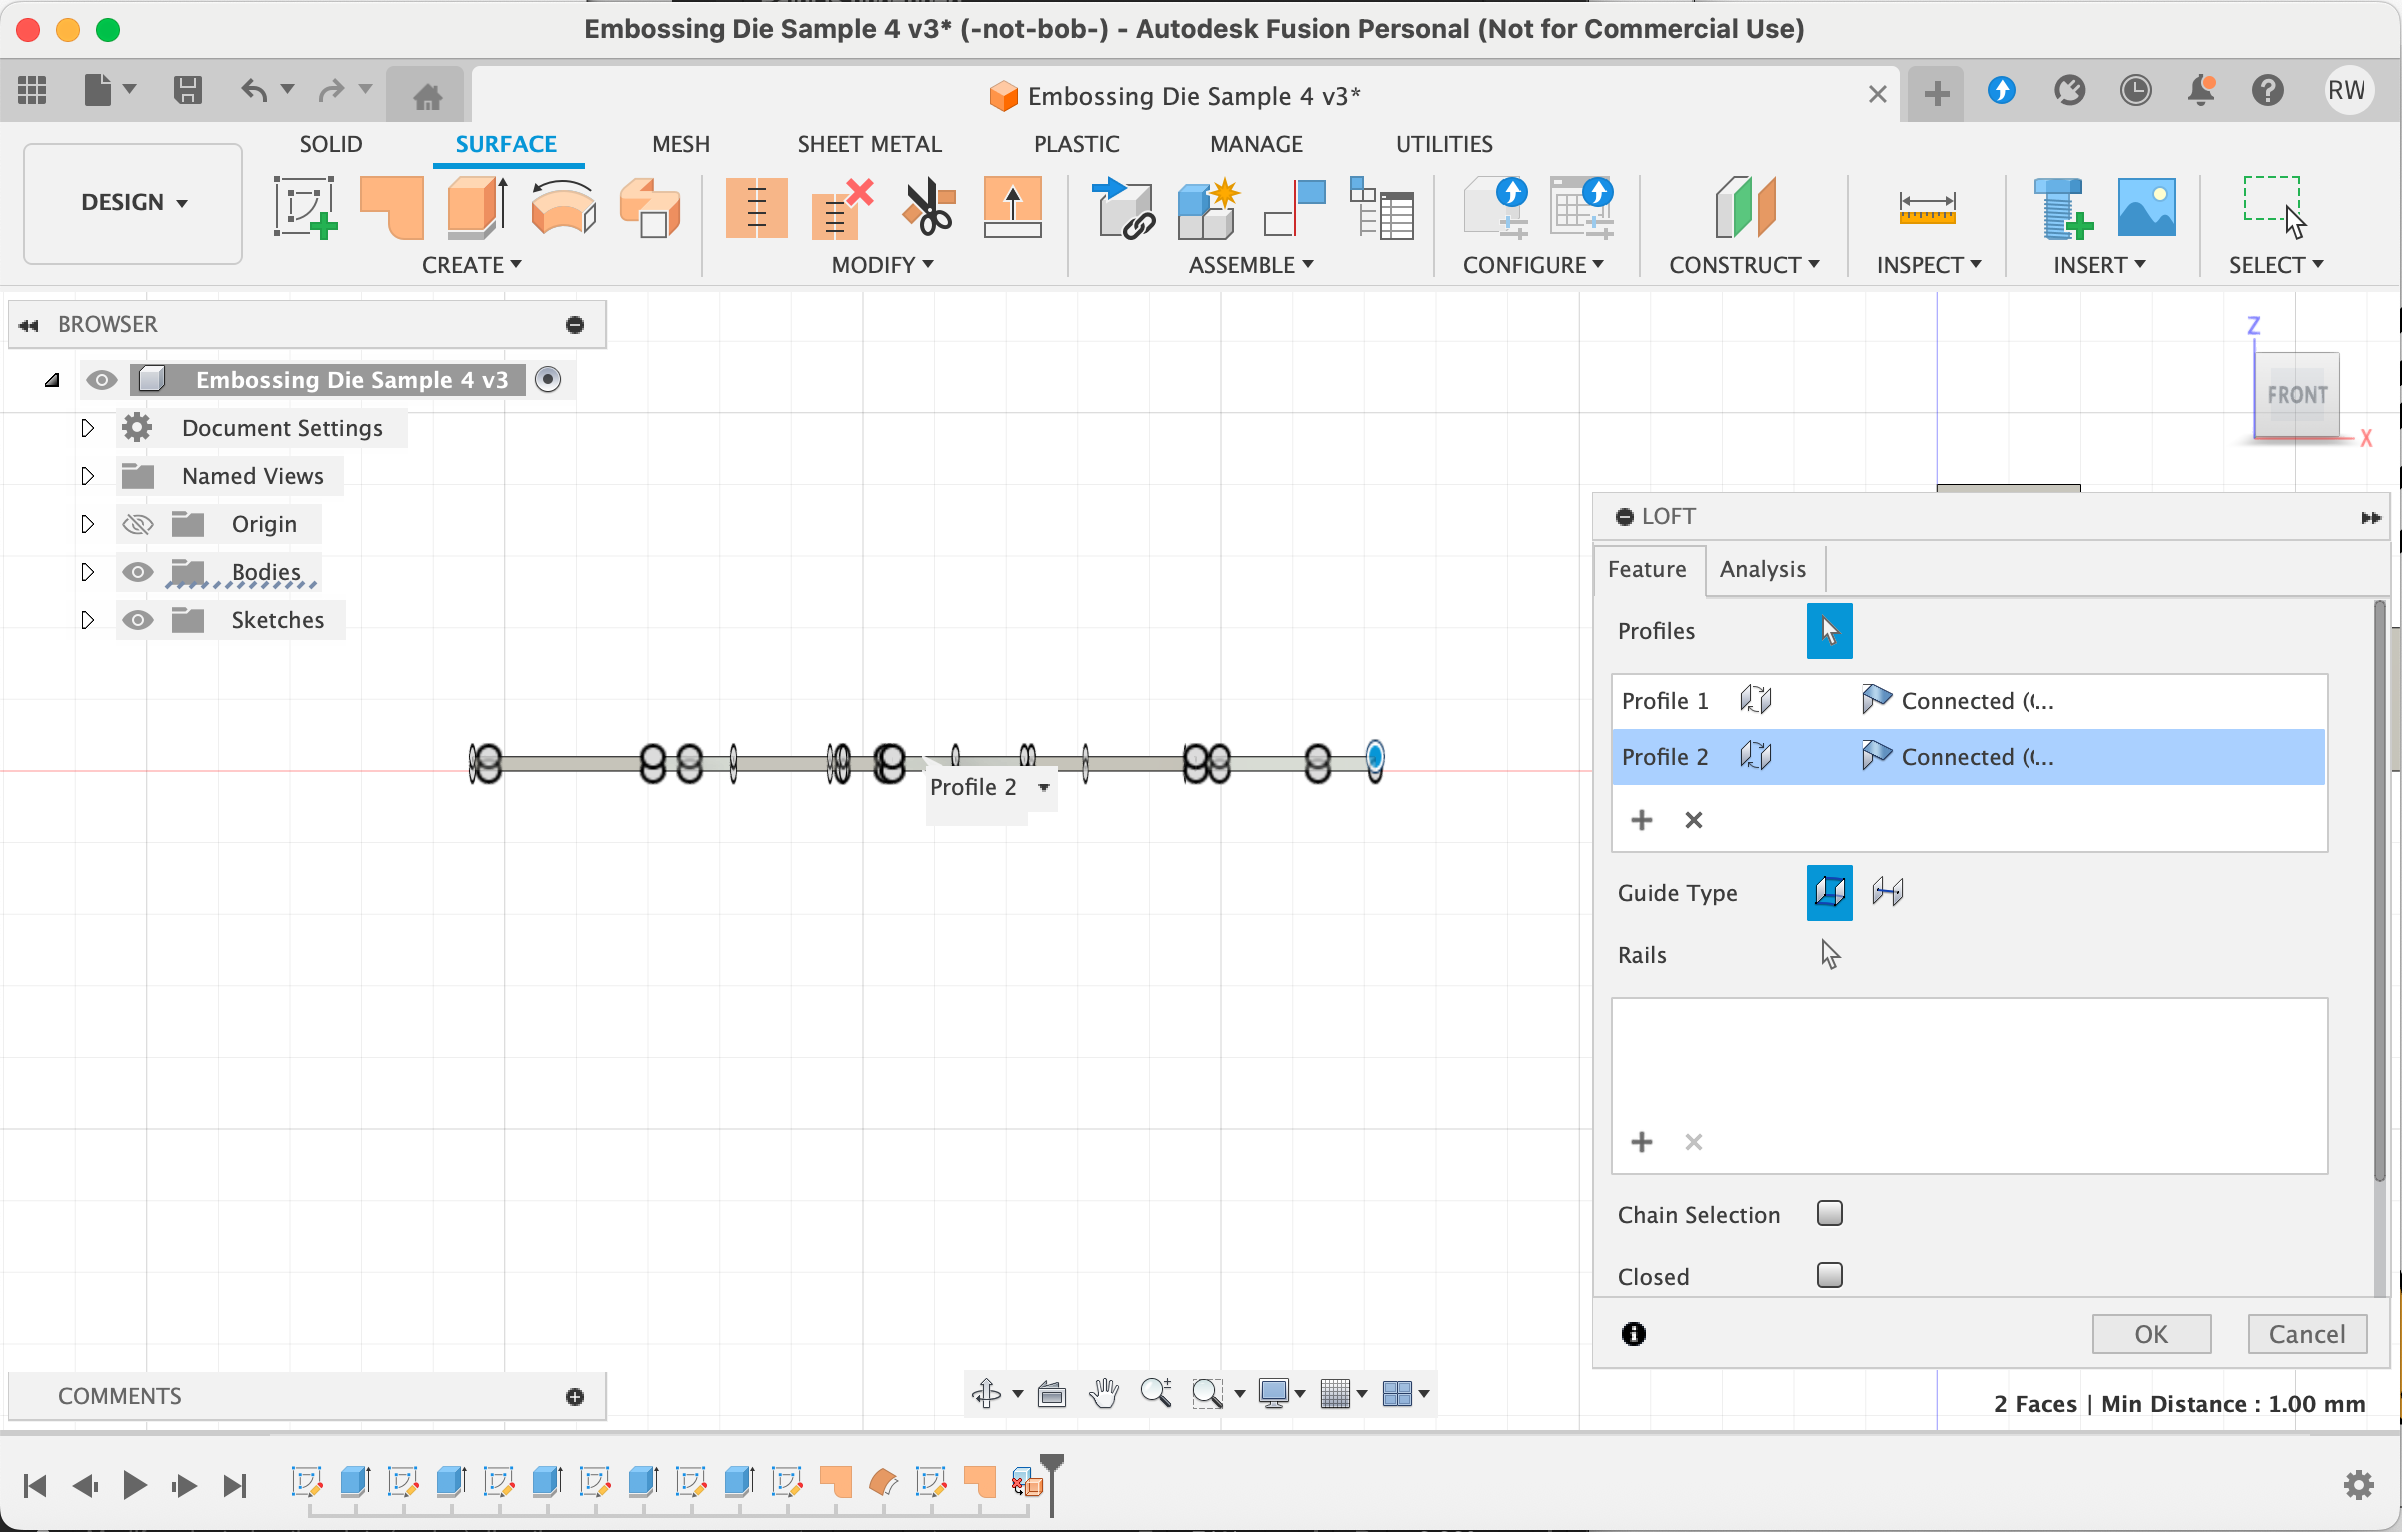 Embossing Die Sample 4 v3* (-not-bob-) - Autodesk Fusion Personal (Not for Commercial Use)
Embossing Die Sample 4 v3*
RW
SOLID
SURFACE
MESH
SHEET METAL
PLASTIC
MANAGE
UTILITIES
DESIGN
CREATE
MODIFY
ASSEMBLE
CONFIGURE
CONSTRUCT
INSPECT
INSERT
SELECT
BROWSER
Embossing Die Sample 4 v3
Document Settings
Named Views
Origin
Bodies
Sketches
Z
FRONT
X
Profile 2
LOFT
Feature
Analysis
Profiles
Profile 1
Connected (...
Profile 2
Connected (...
Guide Type
Rails
Chain Selection
Closed
OK
Cancel
COMMENTS
2 Faces | Min Distance : 1.00 mm